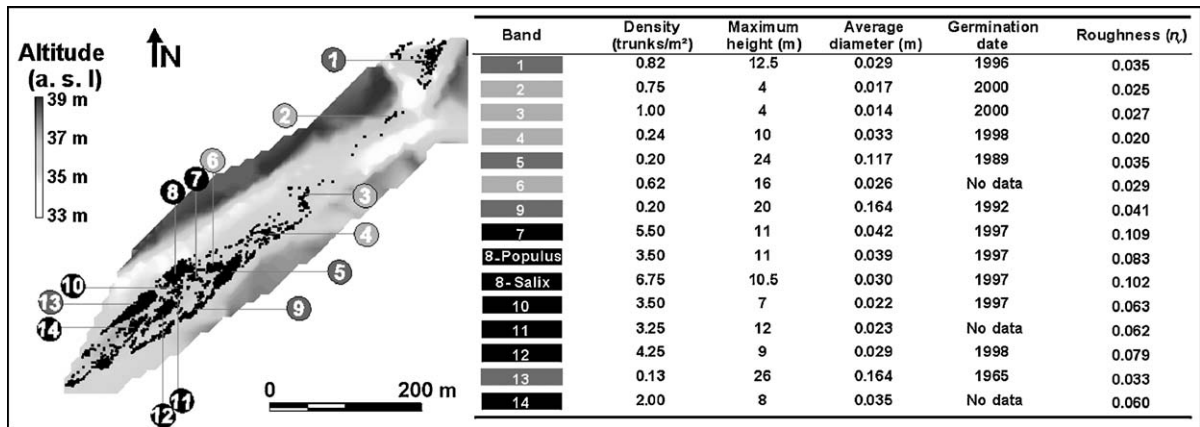 Altitude
(a. s. l)
39 m
37 m
35 m
33 m
N
1
2
6
7
8
3
4
5
10
13
14
9
11
12
0 200 m
Band Density (trunks/m²) Maximum height (m) Average diameter (m) Germination date Roughness (nᵣ)
1 0.82 12.5 0.029 1996 0.035
2 0.75 4 0.017 2000 0.025
3 1.00 4 0.014 2000 0.027
4 0.24 10 0.033 1998 0.020
5 0.20 24 0.117 1989 0.035
6 0.62 16 0.026 No data 0.029
9 0.20 20 0.164 1992 0.041
7 5.50 11 0.042 1997 0.109
8-Populus 3.50 11 0.039 1997 0.083
8- Salix 6.75 10.5 0.030 1997 0.102
10 3.50 7 0.022 1997 0.063
11 3.25 12 0.023 No data 0.062
12 4.25 9 0.029 1998 0.079
13 0.13 26 0.164 1965 0.033
14 2.00 8 0.035 No data 0.060